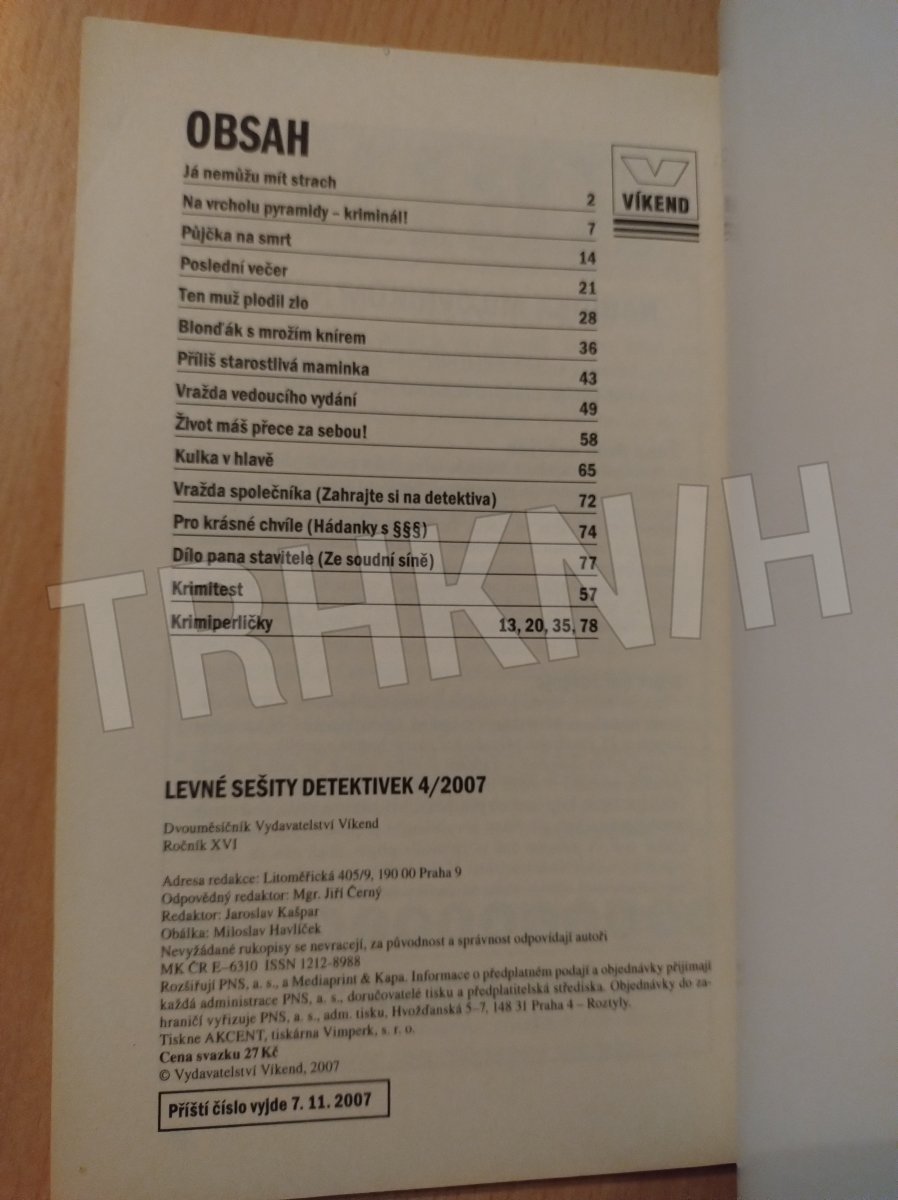 OBSAH
VÍKEND
Já nemůžu mít strach 2
Na vrcholu pyramidy – kriminál! 7
Půjčka na smrt 14
Poslední večer 21
Ten muž plodil zlo 28
Blonďák s mrožím knírem 36
Příliš starostlivá maminka 43
Vražda vedoucího vydání 49
Život máš přece za sebou! 58
Kulka v hlavě 65
Vražda společníka (Zahrajte si na detektiva) 72
Pro krásné chvíle (Hádanky s §§§) 74
Dílo pana stavitele (Ze soudní síně) 77
Krimitest 57
Krimiperličky 13, 20, 35, 78
TRHKNIH
LEVNÉ SEŠITY DETEKTIVEK 4/2007
Dvouměsíčník Vydavatelství Víkend
Ročník XVI
Adresa redakce: Litoměřická 405/9, 190 00 Praha 9
Odpovědný redaktor: Mgr. Jiří Černý
Redaktor: Jaroslav Kašpar
Obálka: Miloslav Havlíček
Nevyžádané rukopisy se nevracejí, za původnost a správnost odpovídají autoři
MK ČR E–6310 ISSN 1212-8988
Rozšiřují PNS, a. s., a Mediaprint & Kapa. Informace o předplatném podají a objednávky přijímají
každá administrace PNS, a. s., doručovatelé tisku a předplatitelská střediska. Objednávky do za-
hraničí vyřizuje PNS, a. s., adm. tisku, Hvožďanská 5–7, 148 31 Praha 4 – Roztyly.
Tiskne AKCENT, tiskárna Vimperk, s. r. o.
Cena svazku 27 Kč
© Vydavatelství Víkend, 2007
Příští číslo vyjde 7. 11. 2007